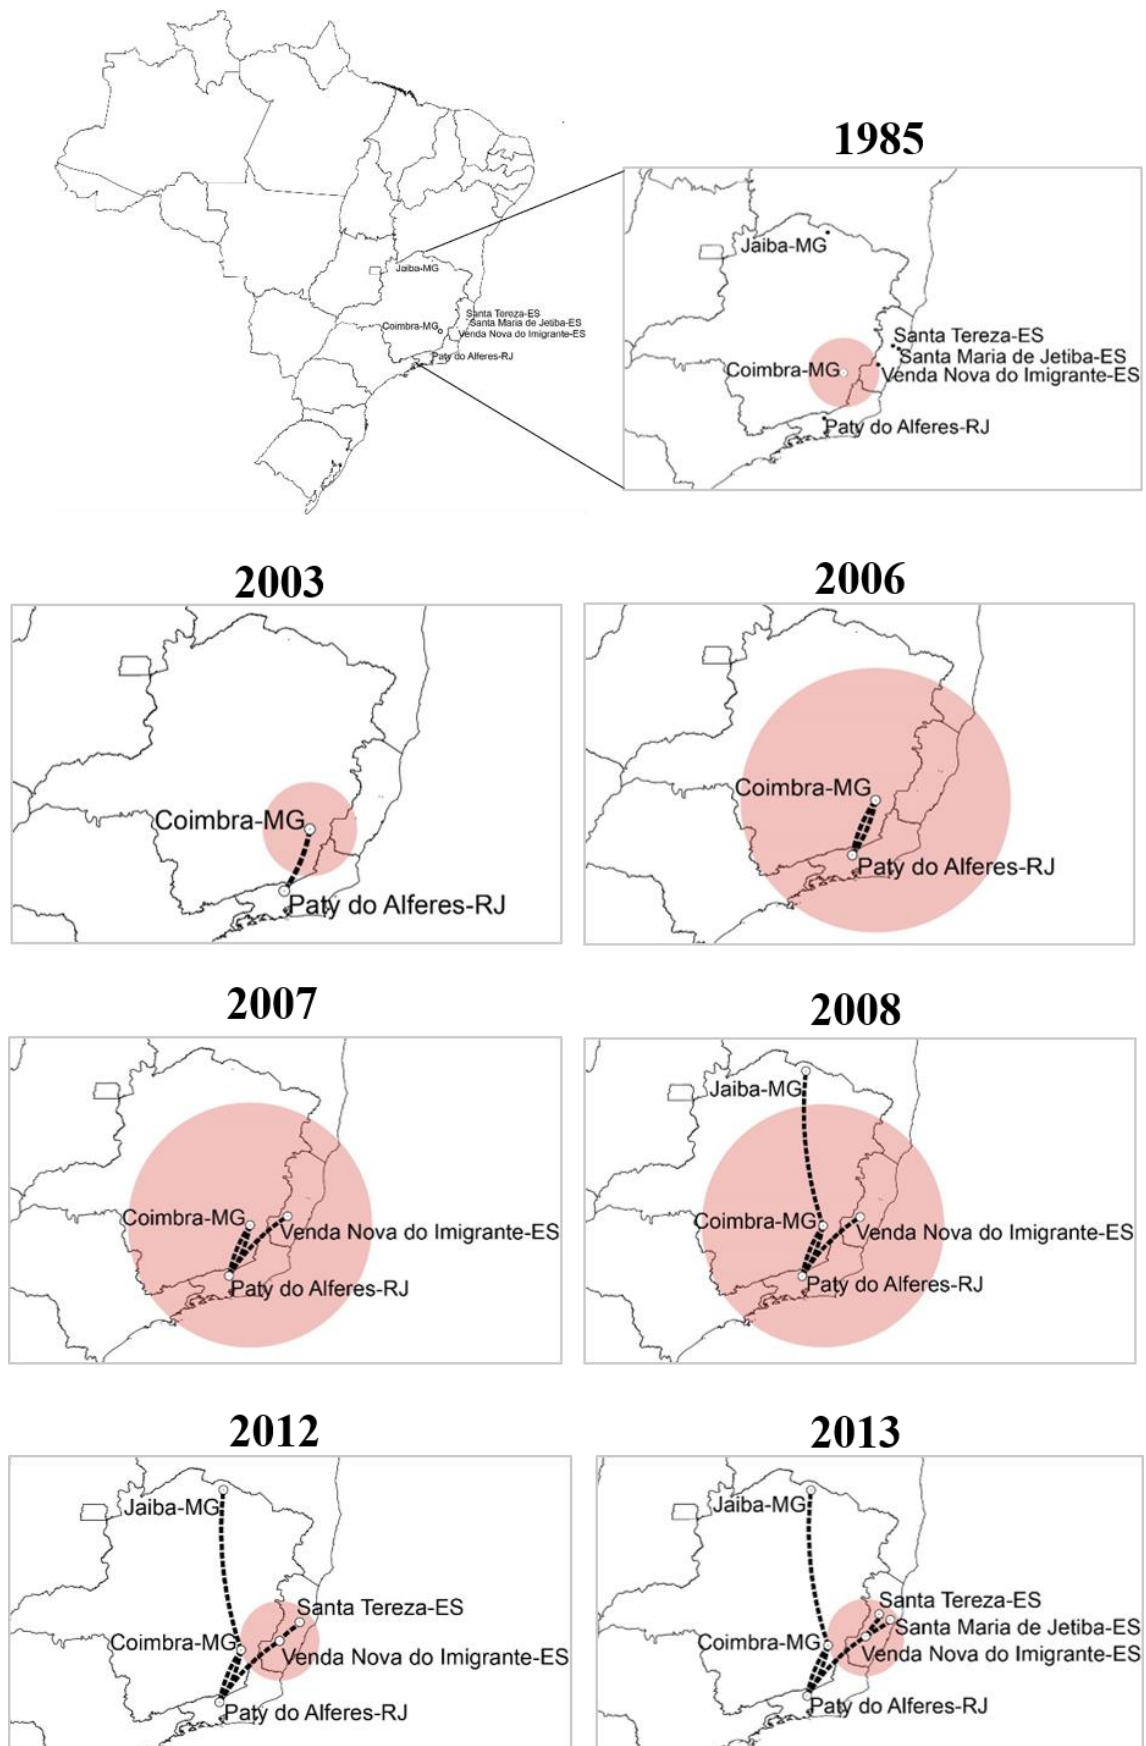 1985
Jaiba-MG
Santa Tereza-ES
Santa Maria de Jetiba-ES
Coimbra-MG
Venda Nova do Imigrante-ES
Paty do Alferes-RJ
Jaiba-MG
Santa Tereza-ES
Santa Maria de Jetiba-ES
Coimbra-MG
Venda Nova do Imigrante-ES
Paty do Alferes-RJ
2003
Coimbra-MG
Paty do Alferes-RJ
2006
Coimbra-MG
Paty do Alferes-RJ
2007
Coimbra-MG
Venda Nova do Imigrante-ES
Paty do Alferes-RJ
2008
Jaiba-MG
Coimbra-MG
Venda Nova do Imigrante-ES
Paty do Alferes-RJ
2012
Jaiba-MG
Santa Tereza-ES
Coimbra-MG
Venda Nova do Imigrante-ES
Paty do Alferes-RJ
2013
Jaiba-MG
Santa Tereza-ES
Santa Maria de Jetiba-ES
Coimbra-MG
Venda Nova do Imigrante-ES
Paty do Alferes-RJ